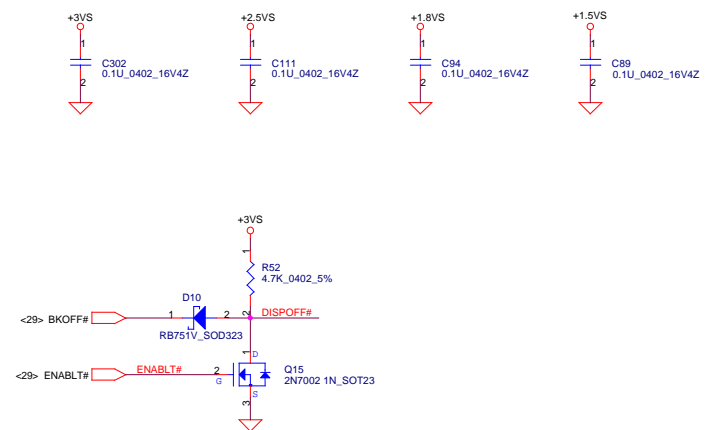 +3VS +2.5VS +1.8VS +1.5VS
1 1 1 1
C302 C111 C94 C89
0.1U_0402_16V4Z 0.1U_0402_16V4Z 0.1U_0402_16V4Z 0.1U_0402_16V4Z
2 2 2 2
+3VS
1
R52
4.7K_0402_5%
D10
<29> BKOFF# 1 2 2 DISPOFF#
RB751V_SOD323
1 D
Q15
<29> ENABLT# ENABLT# 2 2N7002 1N_SOT23
G
S
3